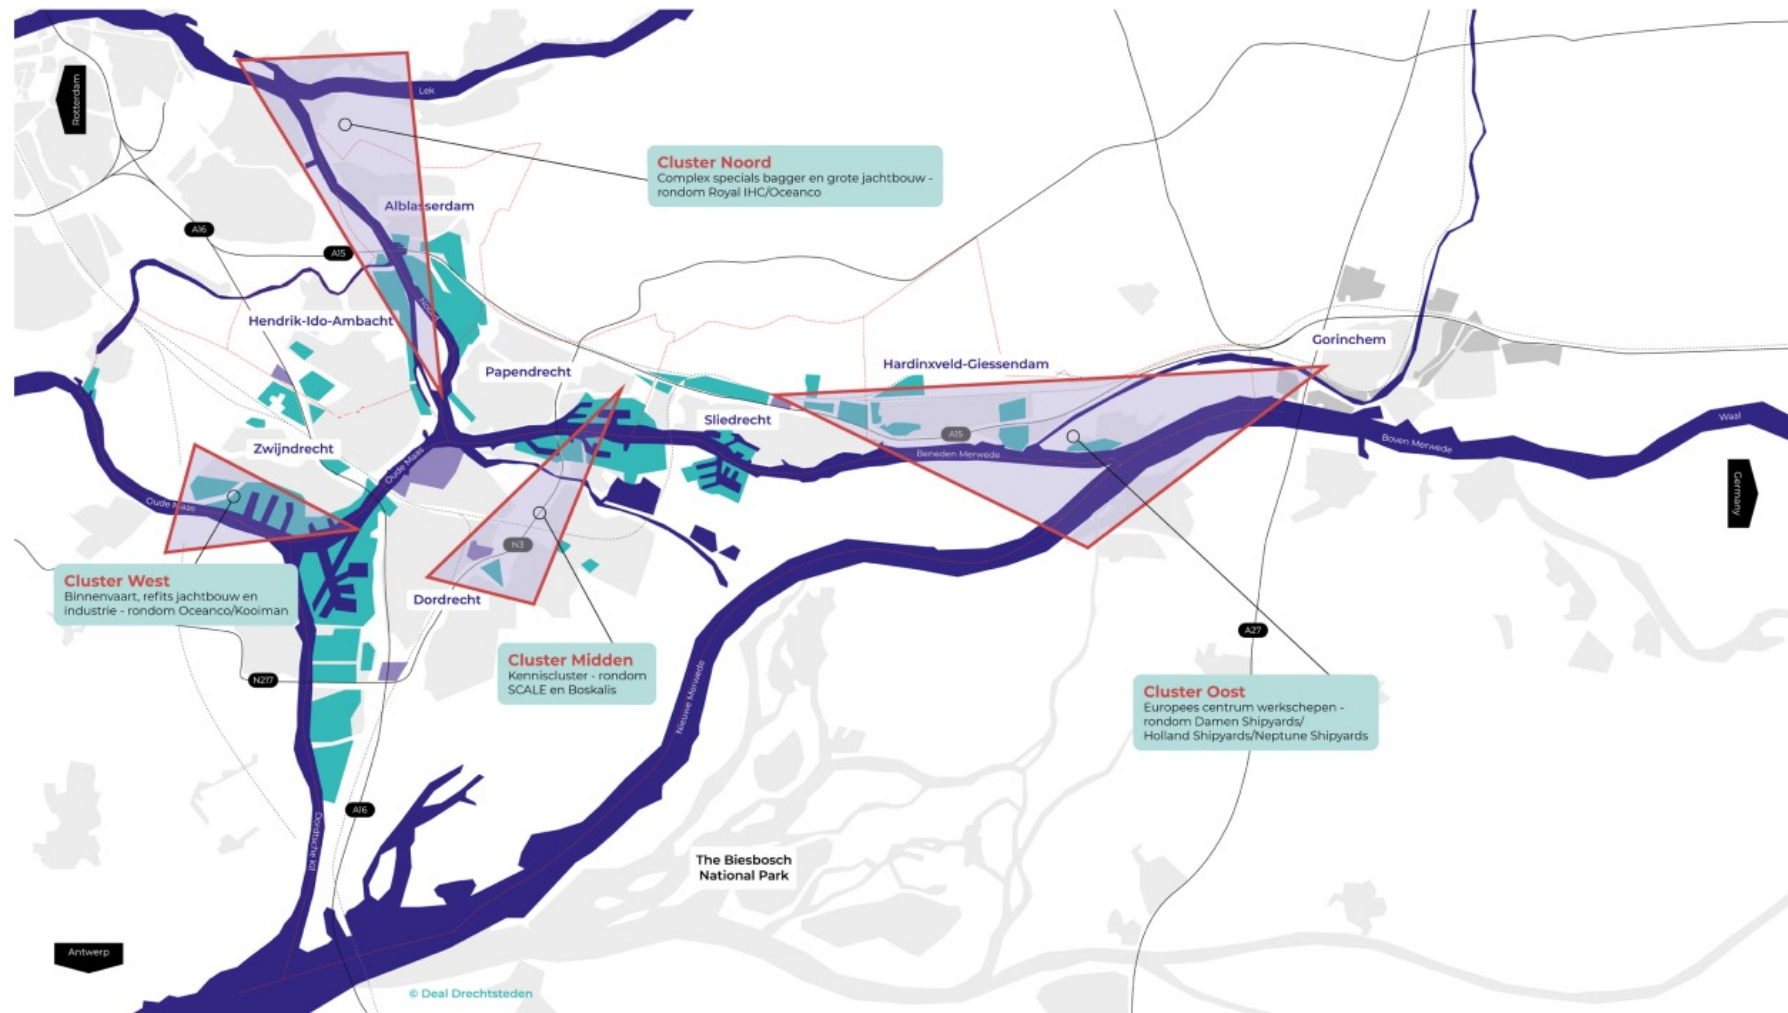 Rotterdam
Lek
Cluster Noord
Complex specials bagger en grote jachtbouw -
rondom Royal IHC/Oceanco
Alblasserdam
A16
A15
Noord
Hendrik-Ido-Ambacht
Gorinchem
Papendrecht
Hardinxveld-Giessendam
Sliedrecht
Waal
A15
Boven Merwede
Zwijndrecht
Beneden Merwede
Oude Maas
Oude Maas
Germany
N3
Cluster West
Binnenvaart, refits jachtbouw en
industrie - rondom Oceanco/Kooiman
Dordrecht
A27
Cluster Midden
Kenniscluster - rondom
SCALE en Boskalis
N217
Nieuwe Merwede
Cluster Oost
Europees centrum werkschepen -
rondom Damen Shipyards/
Holland Shipyards/Neptune Shipyards
A16
Dordtsche Kil
The Biesbosch
National Park
Antwerp
© Deal Drechtsteden